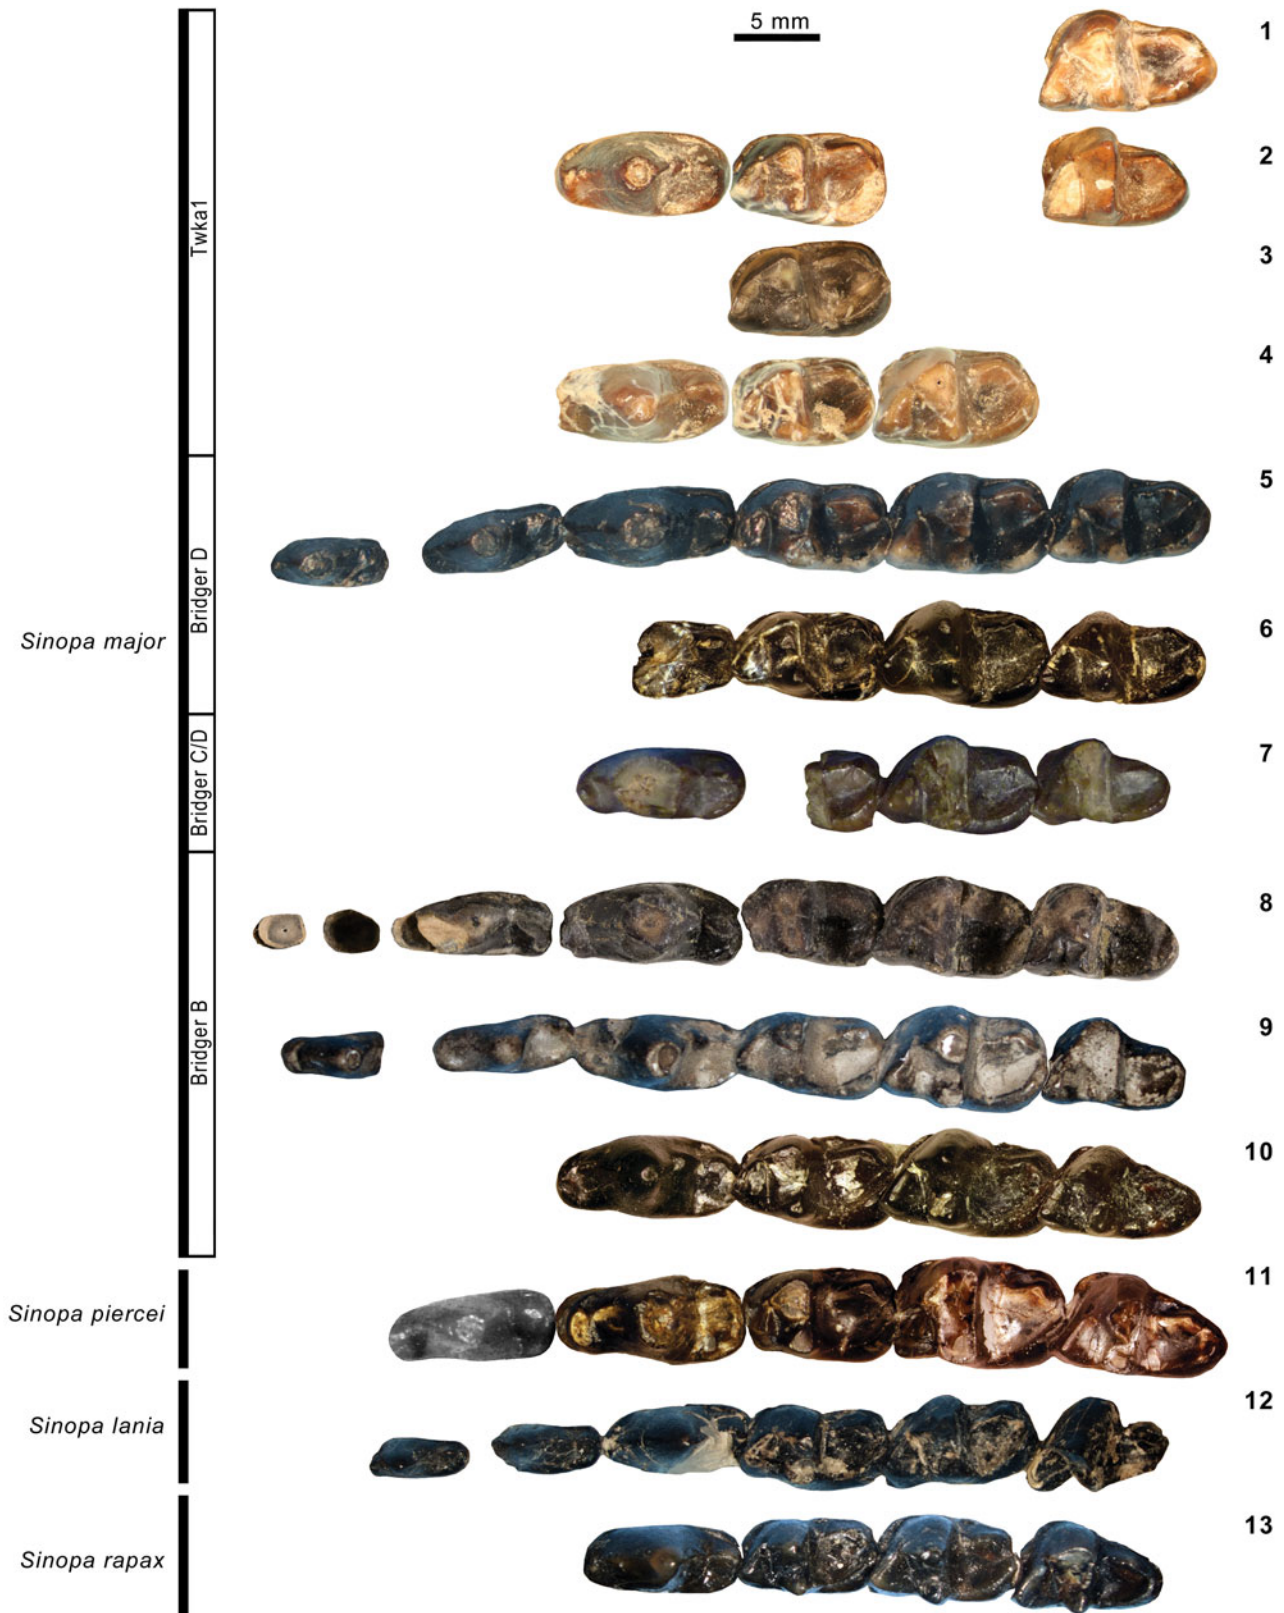 5 mm
1
2
Twka1
3
4
5
Bridger D
Sinopa major
6
Bridger C/D
7
8
Bridger B
9
10
11
Sinopa piercei
12
Sinopa lania
13
Sinopa rapax